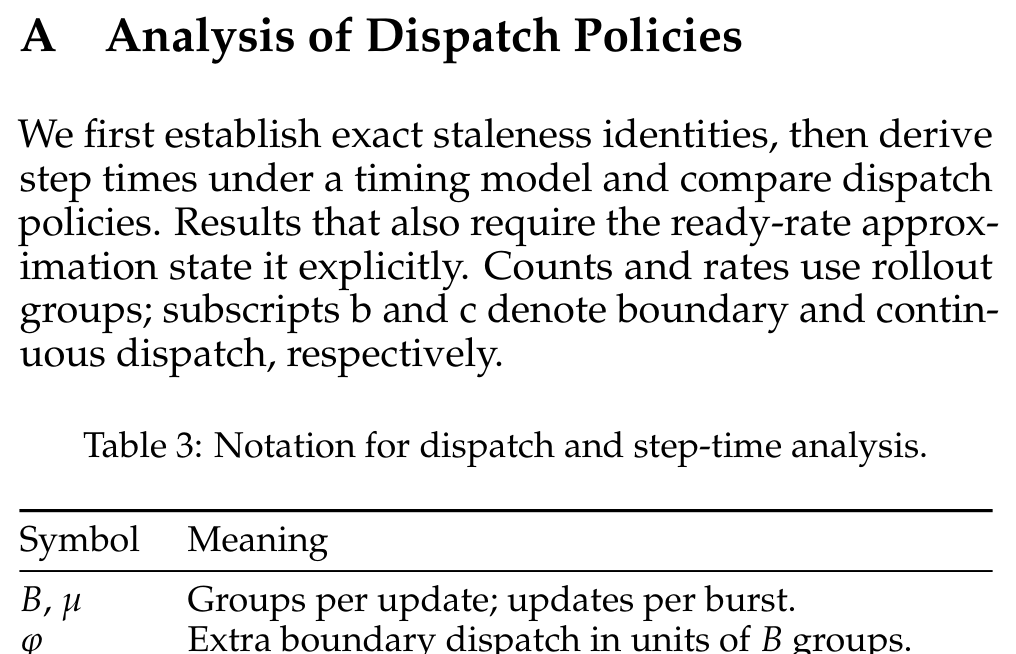 A Analysis of Dispatch Policies
We first establish exact staleness identities, then derive
step times under a timing model and compare dispatch
policies. Results that also require the ready-rate approx-
imation state it explicitly. Counts and rates use rollout
groups; subscripts b and c denote boundary and contin-
uous dispatch, respectively.
Table 3: Notation for dispatch and step-time analysis.
Symbol Meaning
B, μ Groups per update; updates per burst.
φ Extra boundary dispatch in units of B groups.